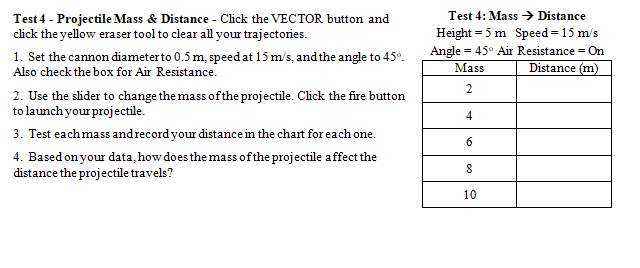 Test 4 - Projectile Mass & Distance - Click the VECTOR button and
click the yellow eraser tool to clear all your trajectories.
1. Set the cannon diameter to 0.5 m, speed at 15 m/s, and the angle to 45°.
Also check the box for Air Resistance.
2. Use the slider to change the mass of the projectile. Click the fire button
to launch your projectile.
3. Test each mass and record your distance in the chart for each one.
4. Based on your data, how does the mass of the projectile affect the
distance the projectile travels?
Test 4: Mass → Distance
Height = 5 m Speed = 15 m/s
Angle = 45° Air Resistance = On
Mass Distance (m)
2
4
6
8
10